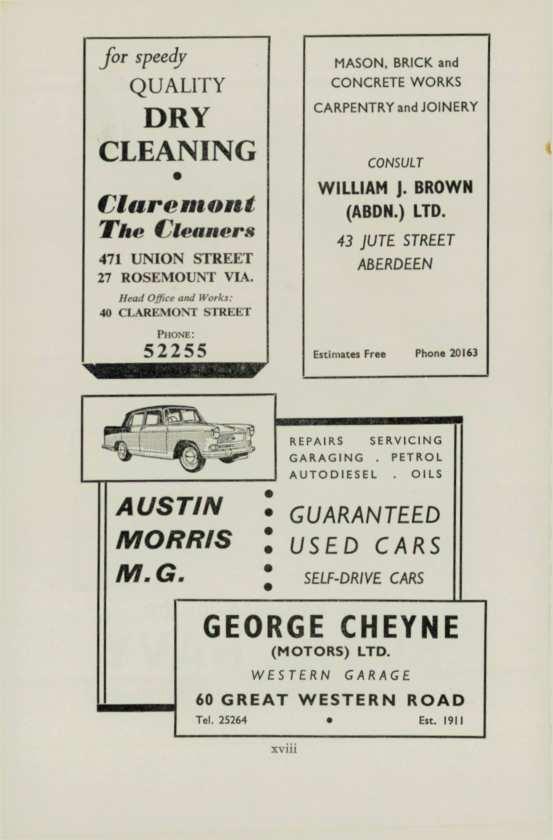 for speedy
QUALITY
DRY
CLEANING
•
Claremont
The Cleaners
471 UNION STREET
27 ROSEMOUNT VIA.
Head Office and Works:
40 CLAREMONT STREET
PHONE:
52255
MASON, BRICK and
CONCRETE WORKS
CARPENTRY and JOINERY
CONSULT
WILLIAM J. BROWN
(ABDN.) LTD.
43 JUTE STREET
ABERDEEN
Estimates Free Phone 20163
REPAIRS SERVICING
GARAGING . PETROL
AUTODIESEL . OILS
AUSTIN
MORRIS
M.G.
GUARANTEED
USED CARS
SELF-DRIVE CARS
GEORGE CHEYNE
(MOTORS) LTD.
WESTERN GARAGE
60 GREAT WESTERN ROAD
Tel. 25264 • Est. 1911
xviii